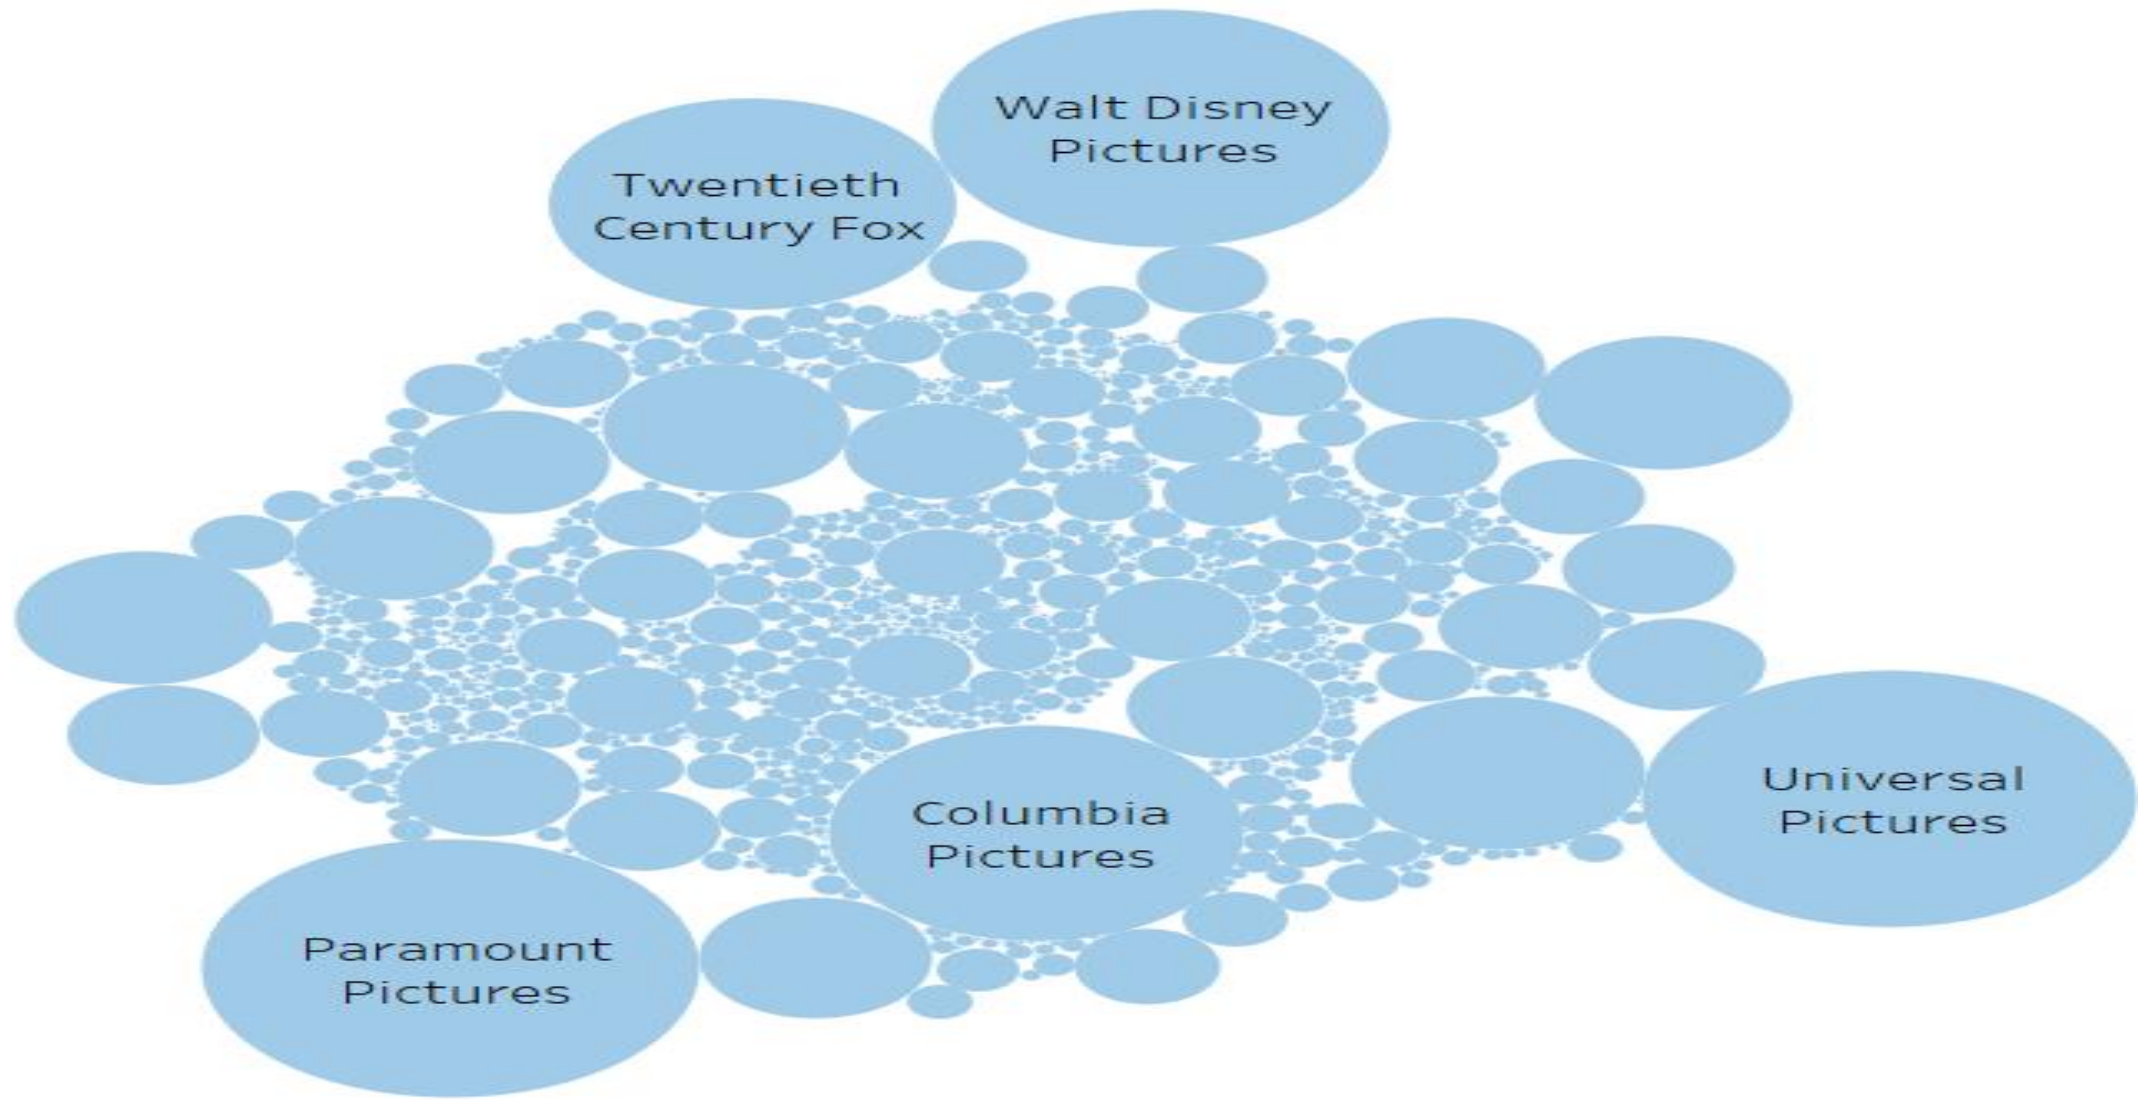 Walt Disney
Pictures
Twentieth
Century Fox
Universal
Pictures
Columbia
Pictures
Paramount
Pictures